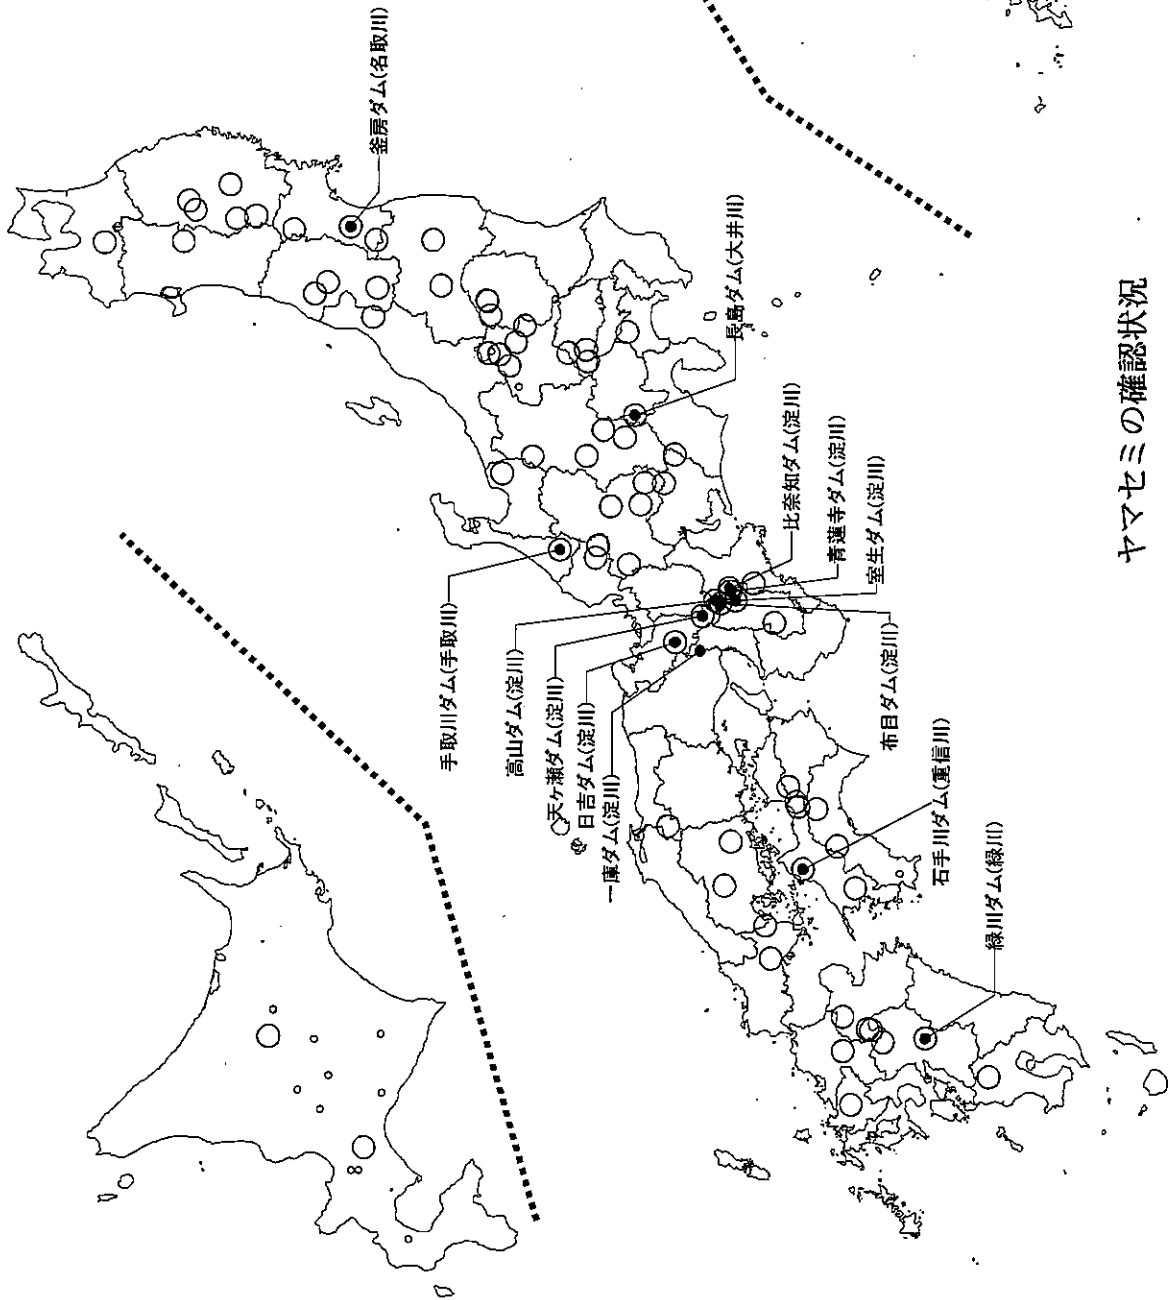 釜房ダム(名取川)
長島ダム(大井川)
比奈知ダム(淀川)
青蓮寺ダム(淀川)
室生ダム(淀川)
布目ダム(淀川)
手取川ダム(手取川)
高山ダム(淀川)
天ヶ瀬ダム(淀川)
日吉ダム(淀川)
一庫ダム(淀川)
石手川ダム(重信川)
緑川ダム(緑川)
ヤマセミの確認状況